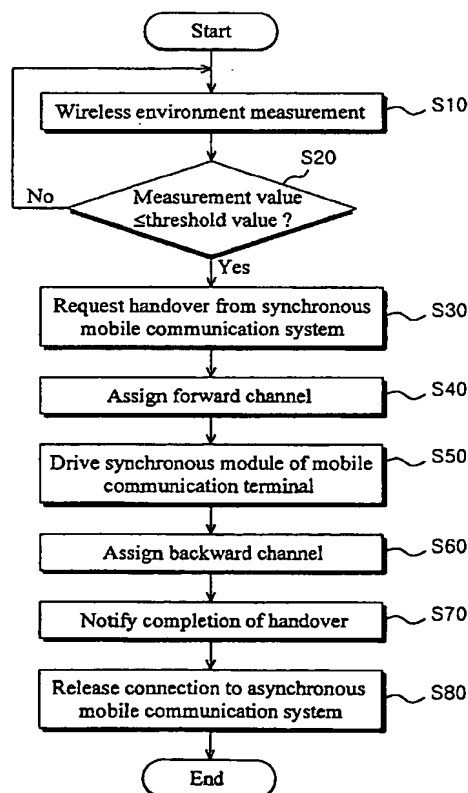 Start
Wireless environment measurement
S10
S20
No
Measurement value
≤threshold value ?
Yes
Request handover from synchronous
mobile communication system
S30
Assign forward channel
S40
Drive synchronous module of mobile
communication terminal
S50
Assign backward channel
S60
Notify completion of handover
S70
Release connection to asynchronous
mobile communication system
S80
End